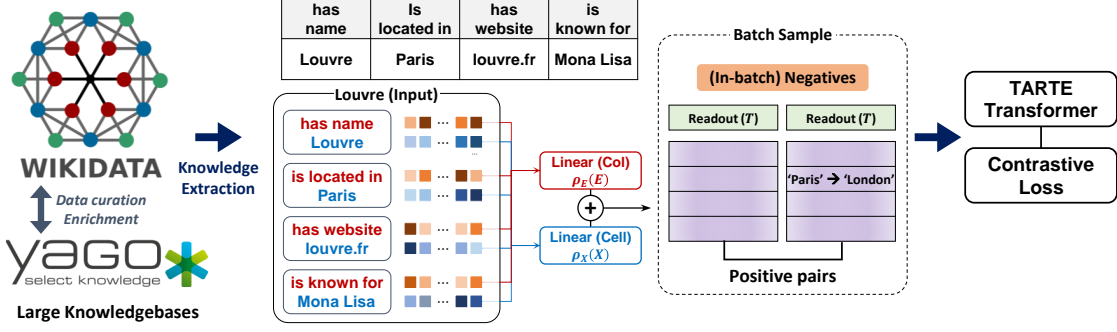 WIKIDATA
Data curation
Enrichment
yago
select knowledge
Large Knowledgebases
Knowledge
Extraction
has name
Is located in
has website
is known for
Louvre
Paris
louvre.fr
Mona Lisa
Louvre (Input)
has name
Louvre
...
is located in
Paris
has website
louvre.fr
is known for
Mona Lisa
Linear (Col)
ρE(E)
+
Linear (Cell)
ρX(X)
Batch Sample
(In-batch) Negatives
Readout (T)
Readout (T)
'Paris' → 'London'
Positive pairs
TARTE
Transformer
Contrastive
Loss